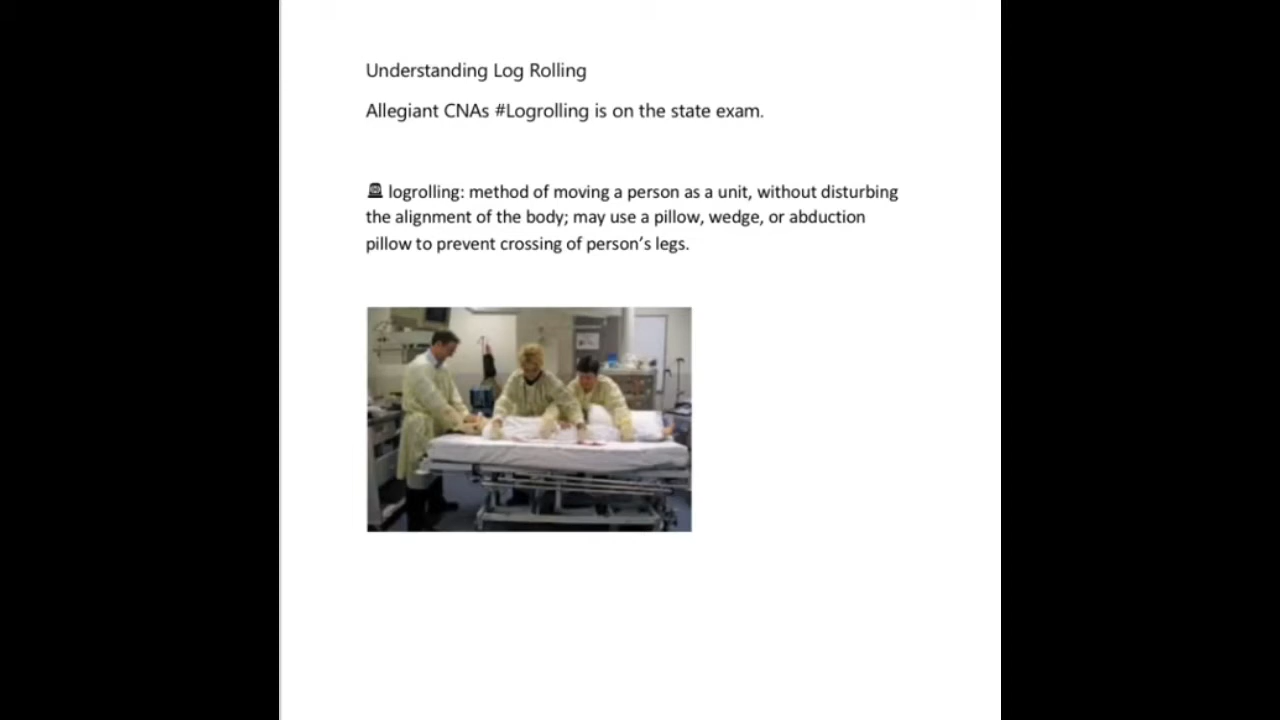 Understanding Log Rolling
Allegiant CNAs #Logrolling is on the state exam.
logrolling: method of moving a person as a unit, without disturbing
the alignment of the body; may use a pillow, wedge, or abduction
pillow to prevent crossing of person’s legs.